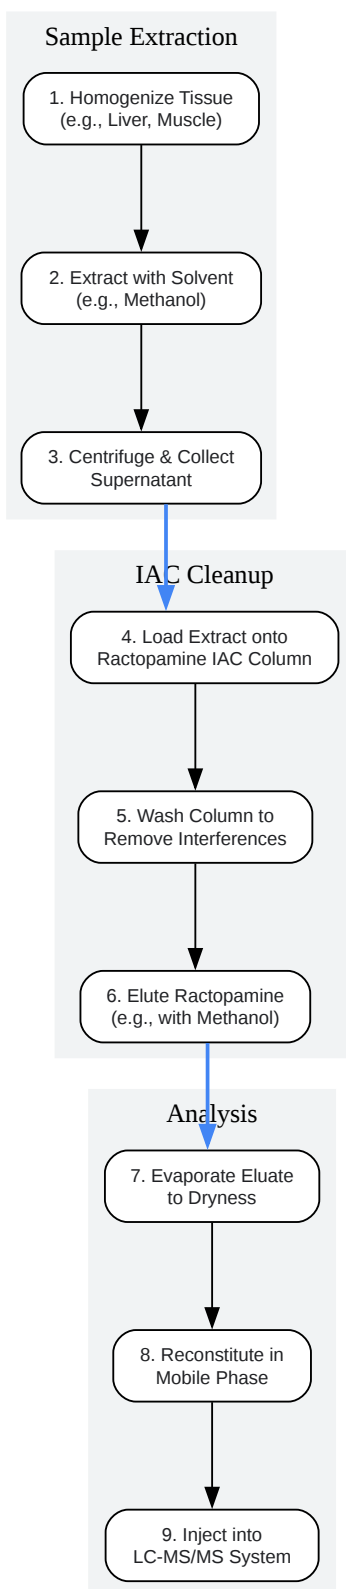 Sample Extraction
1. Homogenize Tissue
(e.g., Liver, Muscle)
2. Extract with Solvent
(e.g., Methanol)
3. Centrifuge & Collect
Supernatant
IAC Cleanup
4. Load Extract onto
Ractopamine IAC Column
5. Wash Column to
Remove Interferences
6. Elute Ractopamine
(e.g., with Methanol)
Analysis
7. Evaporate Eluate
to Dryness
8. Reconstitute in
Mobile Phase
9. Inject into
LC-MS/MS System